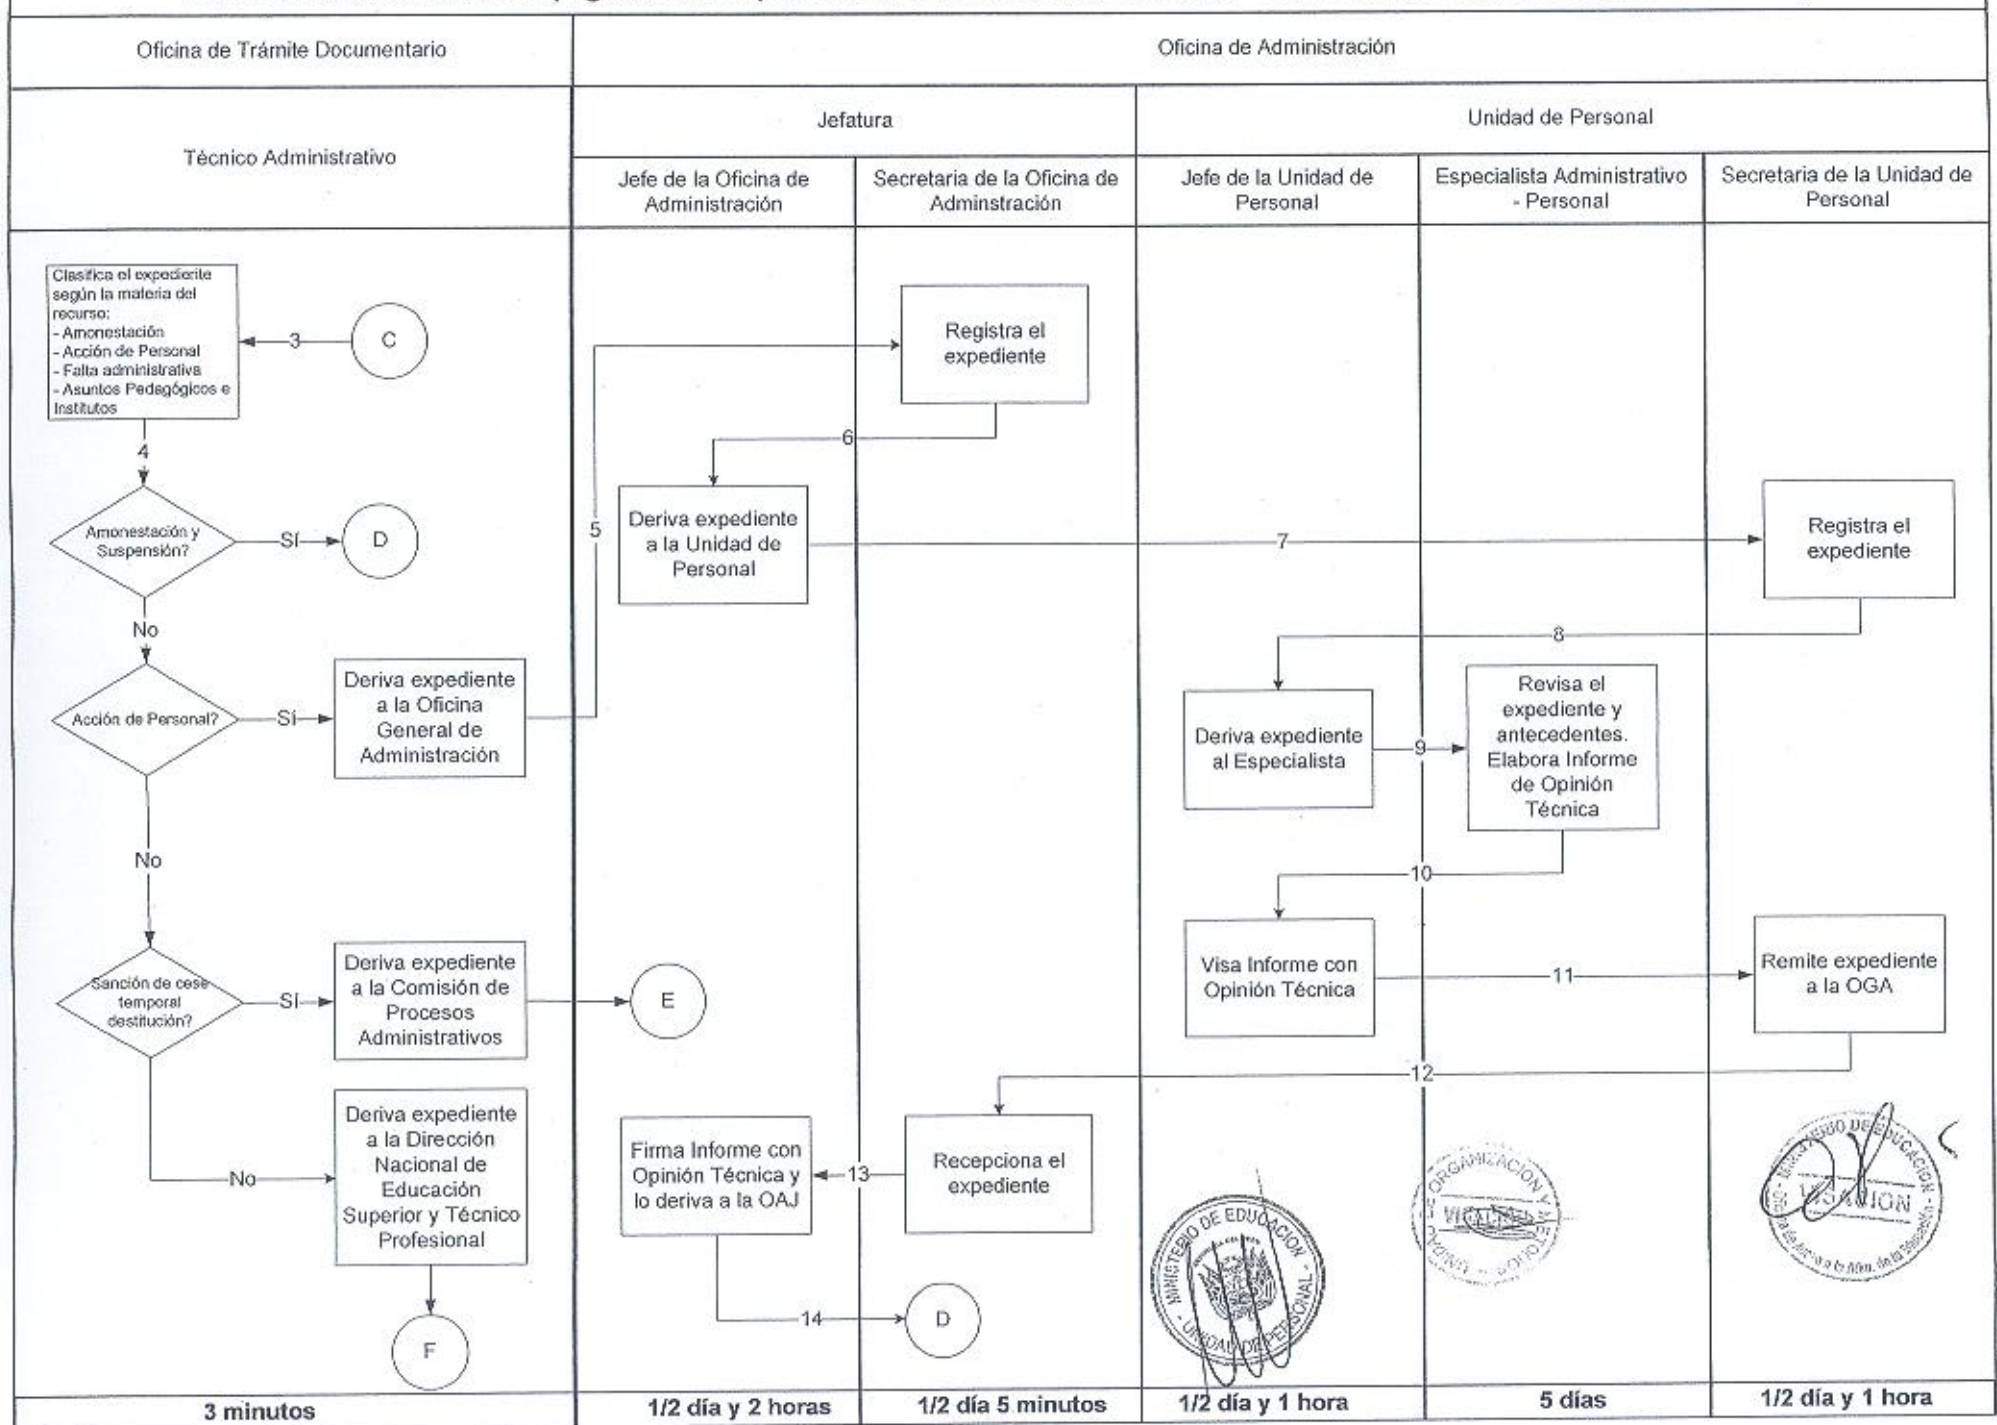 Oficina de Trámite Documentario
Oficina de Administración
Técnico Administrativo
Jefatura
Unidad de Personal
Jefe de la Oficina de
Administración
Secretaria de la Oficina de
Adminstración
Jefe de la Unidad de
Personal
Especialista Administrativo
- Personal
Secretaria de la Unidad de
Personal
Clasifica el expediente
según la materia del
recurso:
- Amonestación
- Acción de Personal
- Falta administrativa
- Asuntos Pedagógicos e
Institutos
3
C
4
Amonestación y
Suspensión?
Sí
D
No
Acción de Personal?
Sí
Deriva expediente
a la Oficina
General de
Administración
5
No
Sanción de cese
temporal
destitución?
Sí
Deriva expediente
a la Comisión de
Procesos
Administrativos
E
No
Deriva expediente
a la Dirección
Nacional de
Educación
Superior y Técnico
Profesional
F
Registra el
expediente
6
Deriva expediente
a la Unidad de
Personal
7
Registra el
expediente
8
Deriva expediente
al Especialista
9
Revisa el
expediente y
antecedentes.
Elabora Informe
de Opinión
Técnica
10
Visa Informe con
Opinión Técnica
11
Remite expediente
a la OGA
12
Recepciona el
expediente
13
Firma Informe con
Opinión Técnica y
lo deriva a la OAJ
14
D
MINISTERIO DE EDUCACION
- UNIDAD DE PERSONAL -
DE ORGANIZACION Y METODOS - UNIDAD
MINISTERIO DE EDUCACION
VISACION
3 minutos
1/2 día y 2 horas
1/2 día 5 minutos
1/2 día y 1 hora
5 días
1/2 día y 1 hora